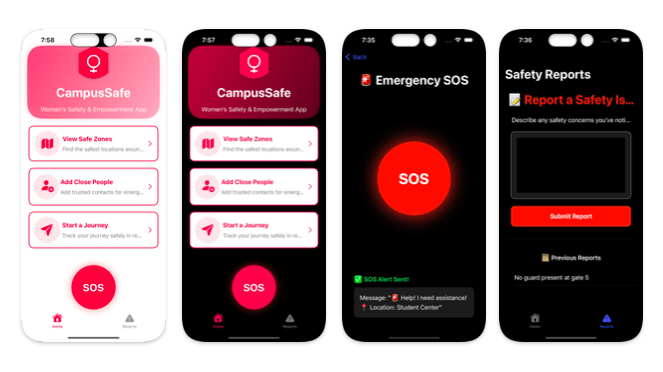 7:58
CampusSafe
Women's Safety & Empowerment App
View Safe Zones
Find the safest locations aroun...
Add Close People
Add trusted contacts for emerg...
Start a Journey
Track your journey safely in re...
SOS
Home
Reports
7:57
CampusSafe
Women's Safety & Empowerment App
View Safe Zones
Find the safest locations aroun...
Add Close People
Add trusted contacts for emerg...
Start a Journey
Track your journey safely in re...
SOS
Home
Reports
7:35
Back
🚨 Emergency SOS
SOS
✅ SOS Alert Sent!
Message: "🚨 Help! I need assistance!
📍 Location: Student Center"
7:36
Safety Reports
📝 Report a Safety Is...
Describe any safety concerns you've noti...
Submit Report
📋 Previous Reports
No guard present at gate 5
Home
Reports